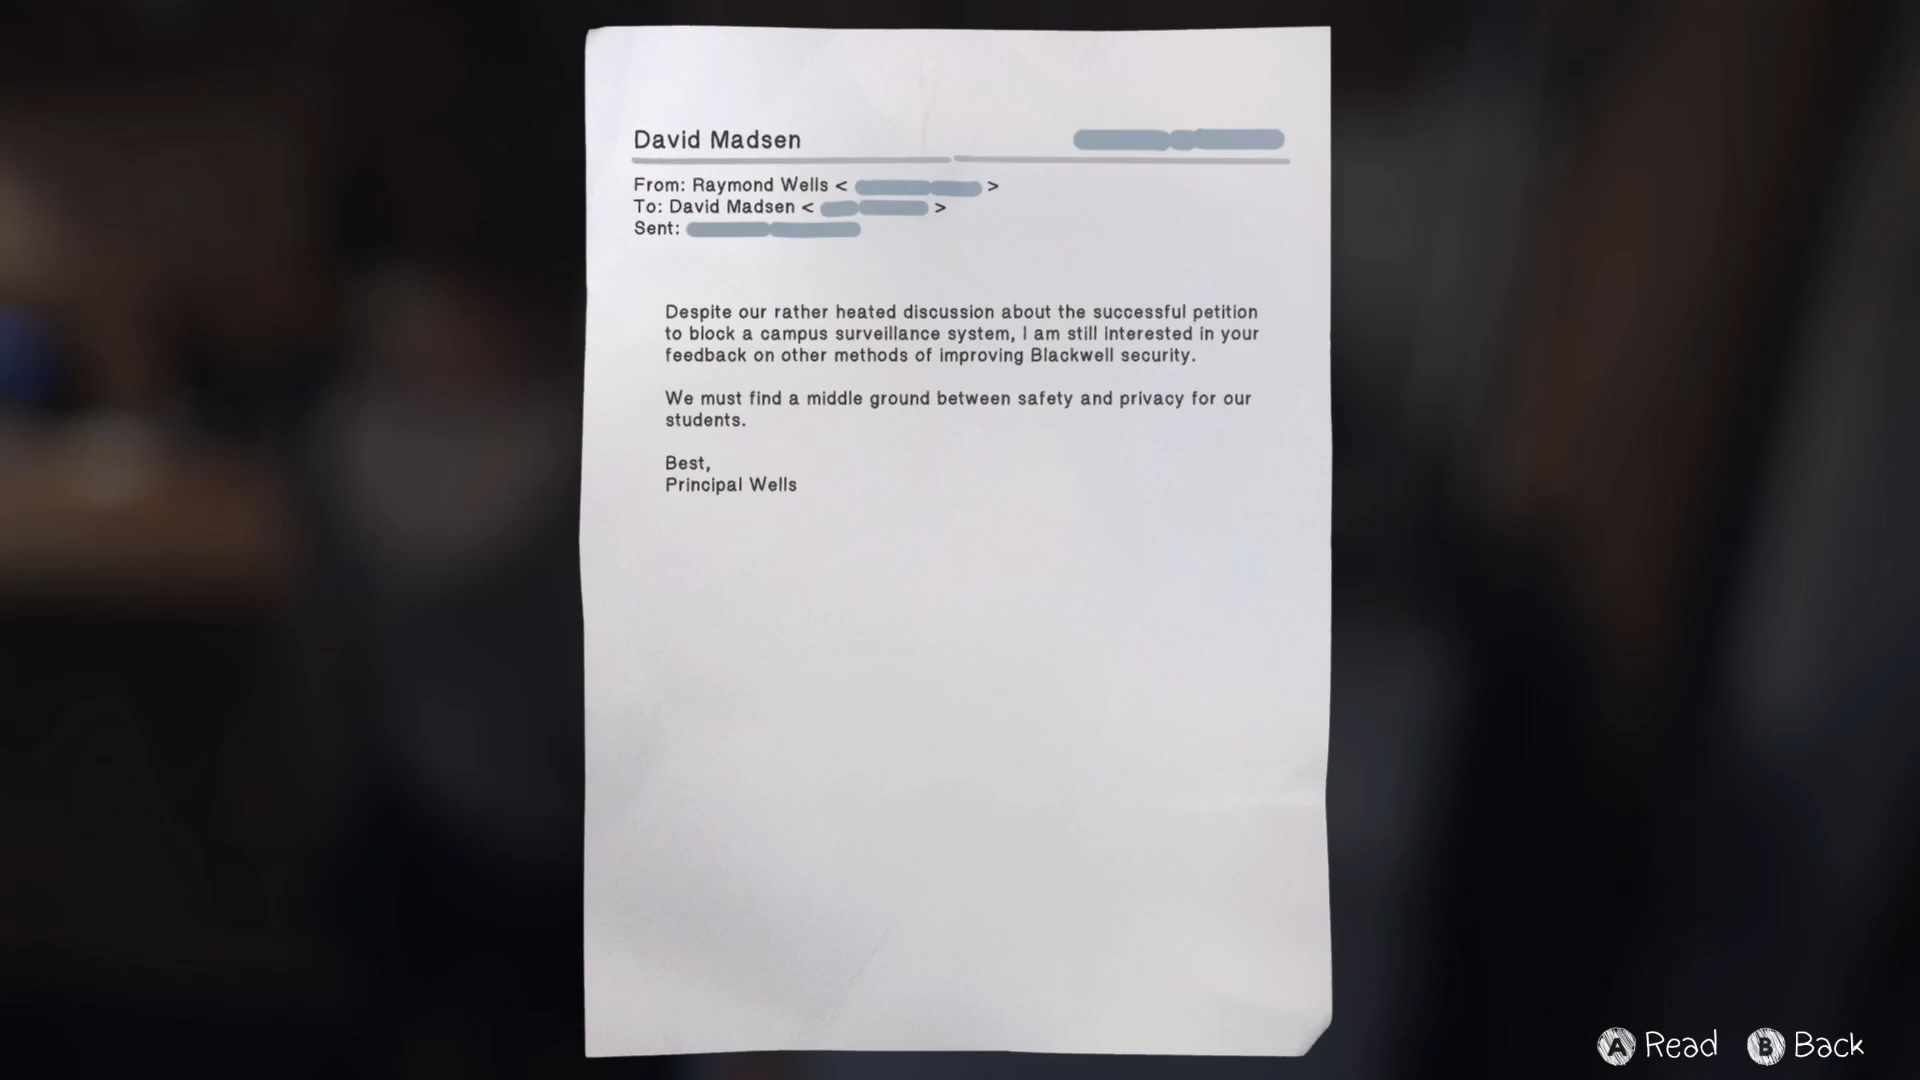 David Madsen
From: Raymond Wells < >
To: David Madsen < >
Sent:
Despite our rather heated discussion about the successful petition
to block a campus surveillance system, I am still interested in your
feedback on other methods of improving Blackwell security.
We must find a middle ground between safety and privacy for our
students.
Best,
Principal Wells
A Read B Back